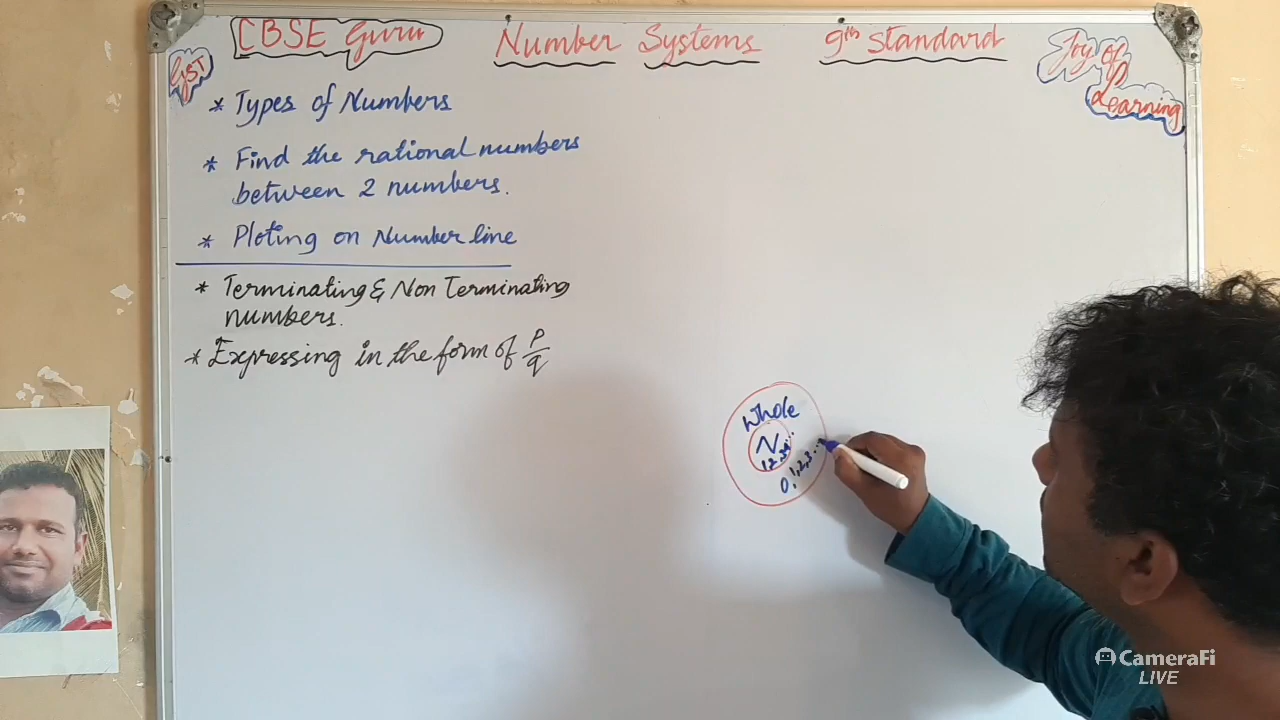 CBSE Guru
Number Systems
9th Standard
GST
Joy of
Learning
* Types of Numbers
* Find the rational numbers
between 2 numbers.
* Ploting on Number line
* Terminating & Non Terminating
numbers.
* Expressing in the form of P/q
Whole
N
1,2,3,4...
0,1,2,3...
CameraFi
LIVE